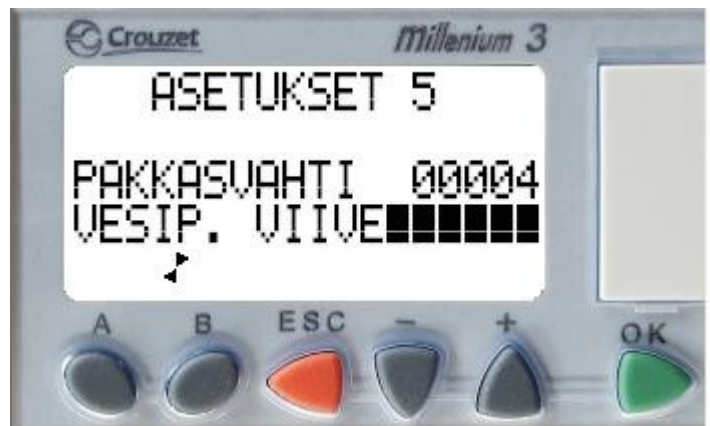 Crouzet Millenium 3
ASETUKSET 5
PAKKASVAHTI 00004
VESIP. VIIVE
A B ESC - + OK